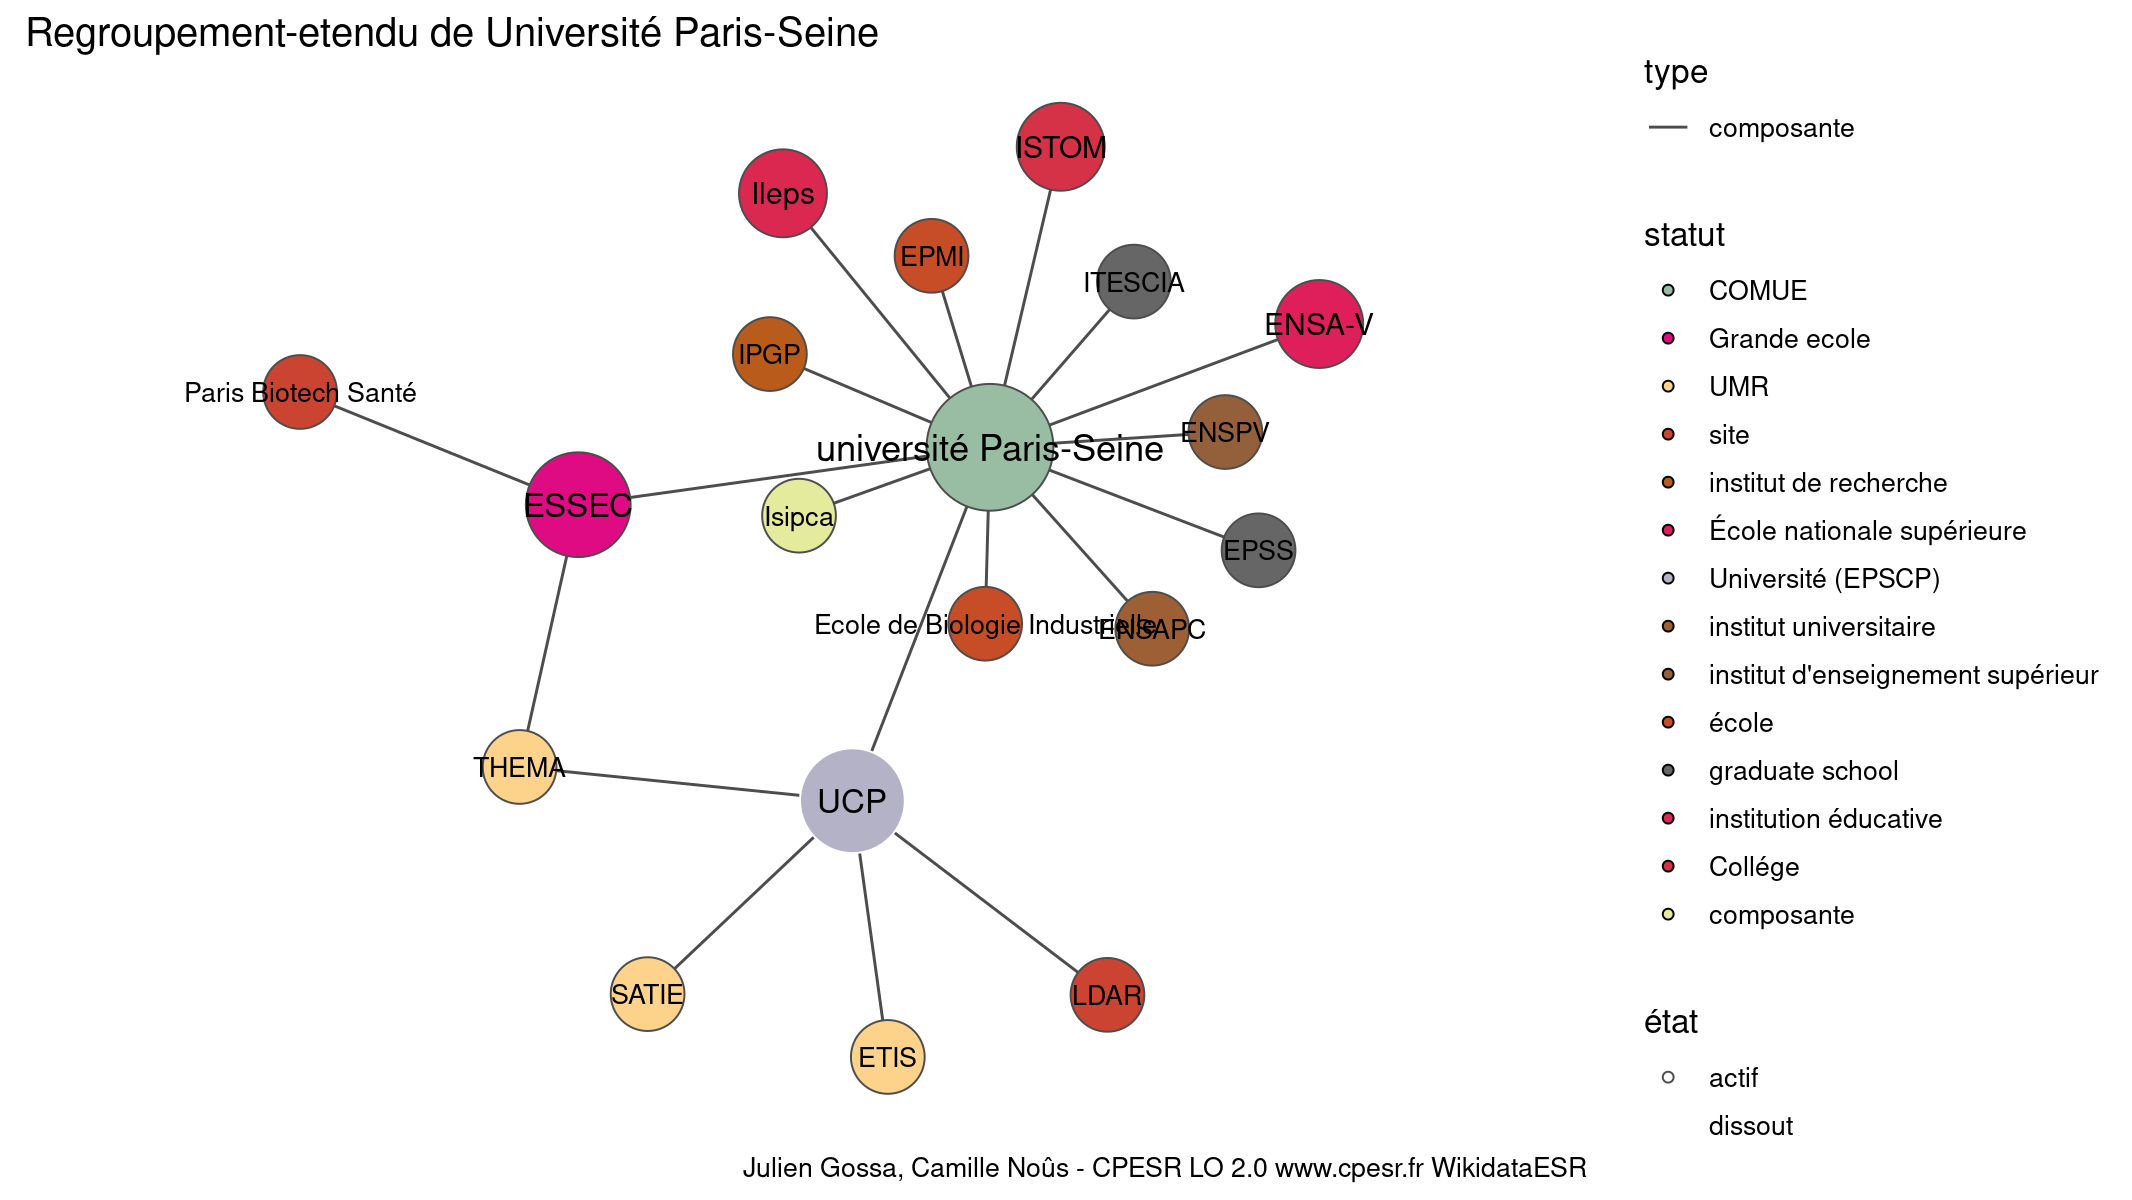 Regroupement-etendu de Université Paris-Seine
ISTOM
Ileps
EPMI
ITESCIA
ENSA-V
IPGP
Paris Biotech Santé
ENSPV
université Paris-Seine
ESSEC
Isipca
EPSS
Ecole de Biologie Industrielle
ENSAPC
THEMA
UCP
SATIE
LDAR
ETIS
type
composante
statut
COMUE
Grande ecole
UMR
site
institut de recherche
École nationale supérieure
Université (EPSCP)
institut universitaire
institut d'enseignement supérieur
école
graduate school
institution éducative
Collége
composante
état
actif
dissout
Julien Gossa, Camille Noûs - CPESR LO 2.0 www.cpesr.fr WikidataESR